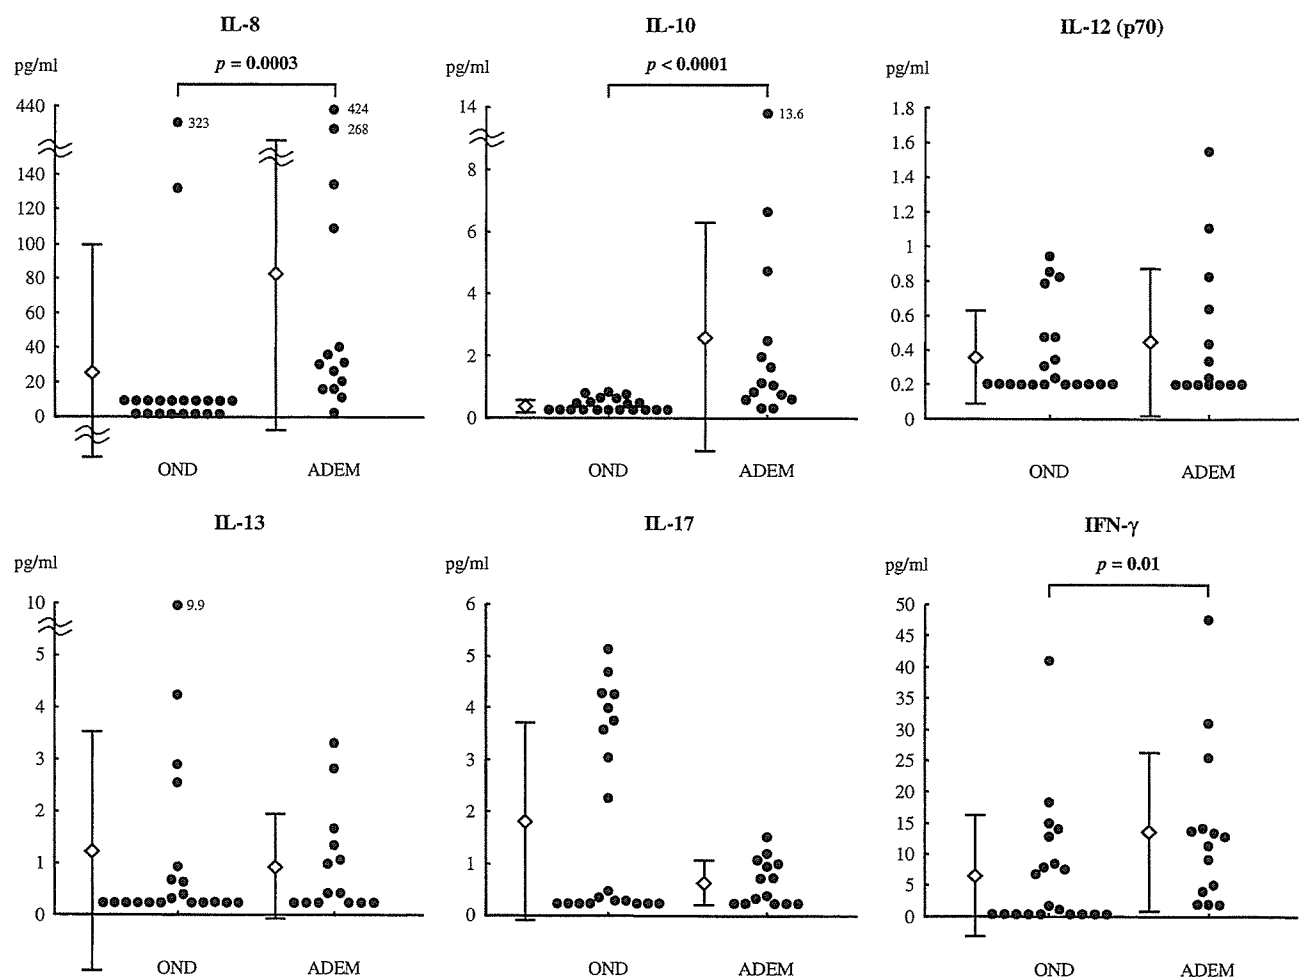 IL-8
IL-10
IL-12 (p70)
pg/ml
p = 0.0003
pg/ml
p < 0.0001
pg/ml
440
323
424
268
140
120
100
80
60
40
20
0
OND
ADEM
14
13.6
8
6
4
2
0
OND
ADEM
1.8
1.6
1.4
1.2
1
0.8
0.6
0.4
0.2
0
OND
ADEM
IL-13
IL-17
IFN-γ
pg/ml
pg/ml
pg/ml
p = 0.01
10
9.9
5
4
3
2
1
0
OND
ADEM
6
5
4
3
2
1
0
OND
ADEM
50
45
40
35
30
25
20
15
10
5
0
OND
ADEM